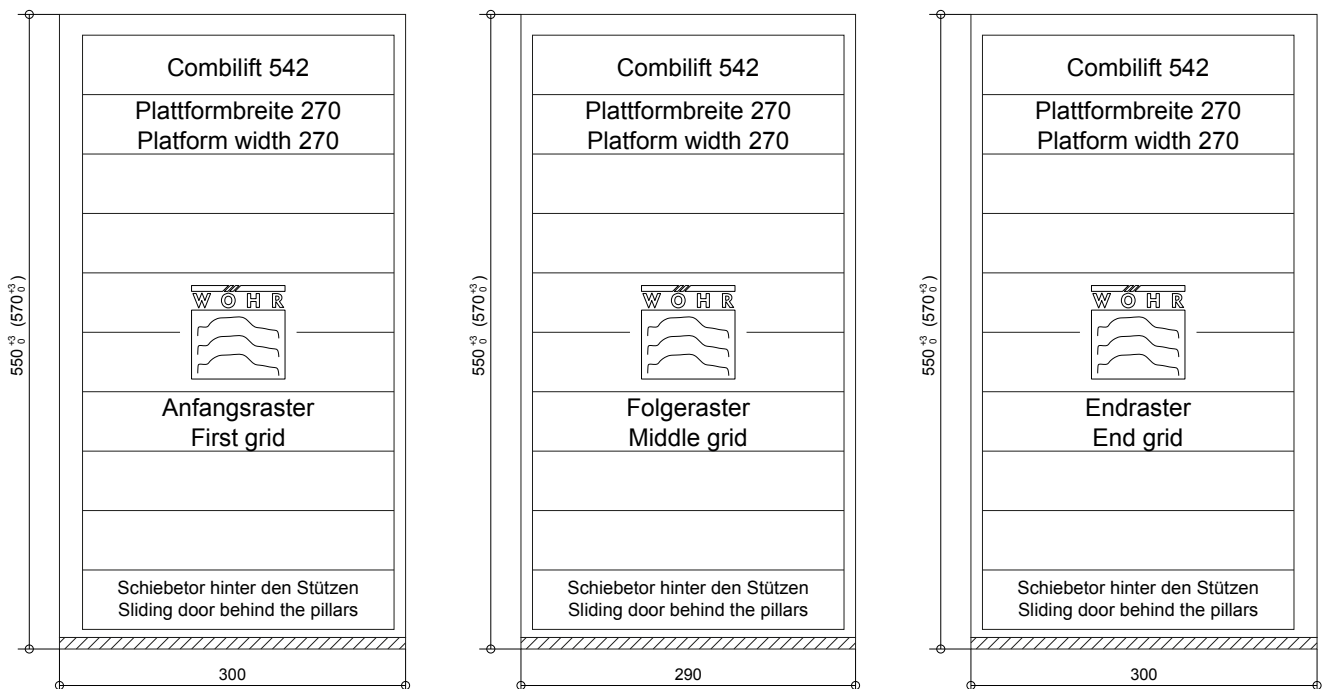 550 +3 0 (570 +3 0)
Combilift 542
Plattformbreite 270
Platform width 270
WÖHR
Anfangsraster
First grid
Schiebetor hinter den Stützen
Sliding door behind the pillars
300
550 +3 0 (570 +3 0)
Combilift 542
Plattformbreite 270
Platform width 270
WÖHR
Folgeraster
Middle grid
Schiebetor hinter den Stützen
Sliding door behind the pillars
290
550 +3 0 (570 +3 0)
Combilift 542
Plattformbreite 270
Platform width 270
WÖHR
Endraster
End grid
Schiebetor hinter den Stützen
Sliding door behind the pillars
300